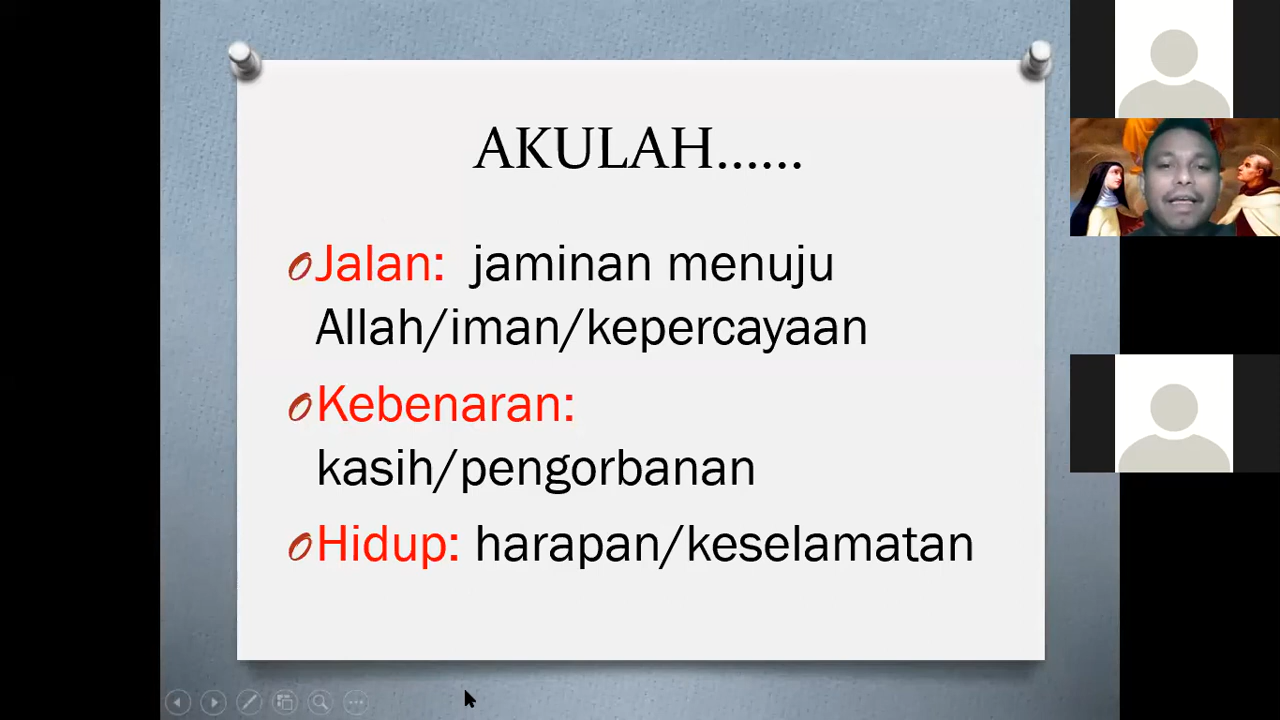 AKULAH......
Jalan: jaminan menuju
Allah/iman/kepercayaan
Kebenaran:
kasih/pengorbanan
Hidup: harapan/keselamatan